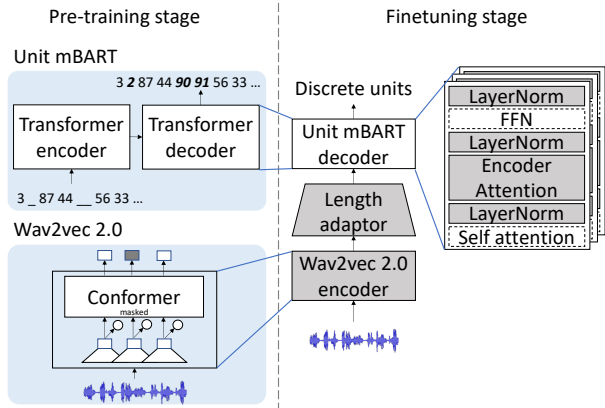 Pre-training stage
Finetuning stage
Unit mBART
3 2 87 44 90 91 56 33 ...
Transformer
encoder
Transformer
decoder
3 _ 87 44 __ 56 33 ...
Wav2vec 2.0
Conformer
masked
Discrete units
Unit mBART
decoder
Length
adaptor
Wav2vec 2.0
encoder
LayerNorm
FFN
LayerNorm
Encoder
Attention
LayerNorm
Self attention